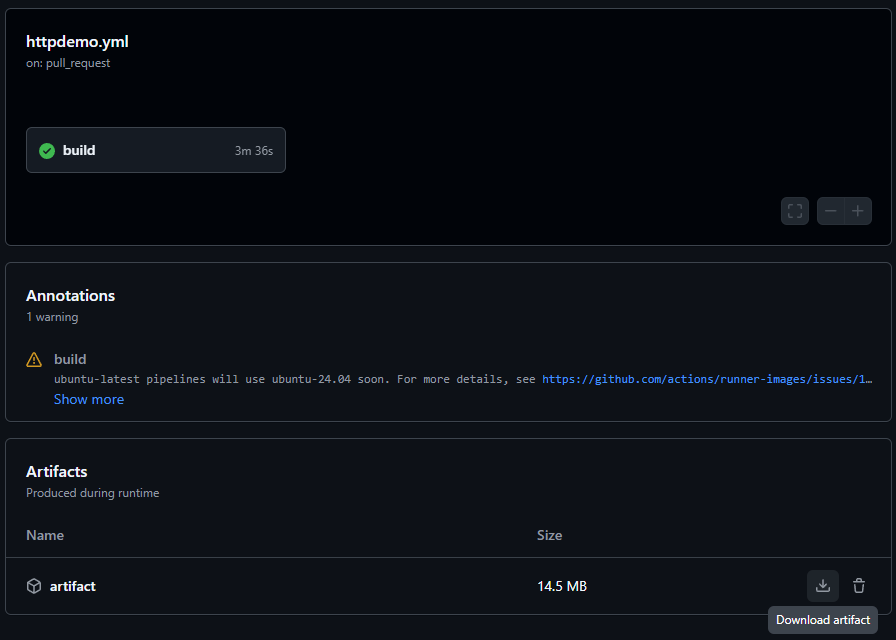 httpdemo.yml
on: pull_request
build 3m 36s
Annotations
1 warning
build
ubuntu-latest pipelines will use ubuntu-24.04 soon. For more details, see https://github.com/actions/runner-images/issues/1…
Show more
Artifacts
Produced during runtime
Name Size
artifact 14.5 MB
Download artifact